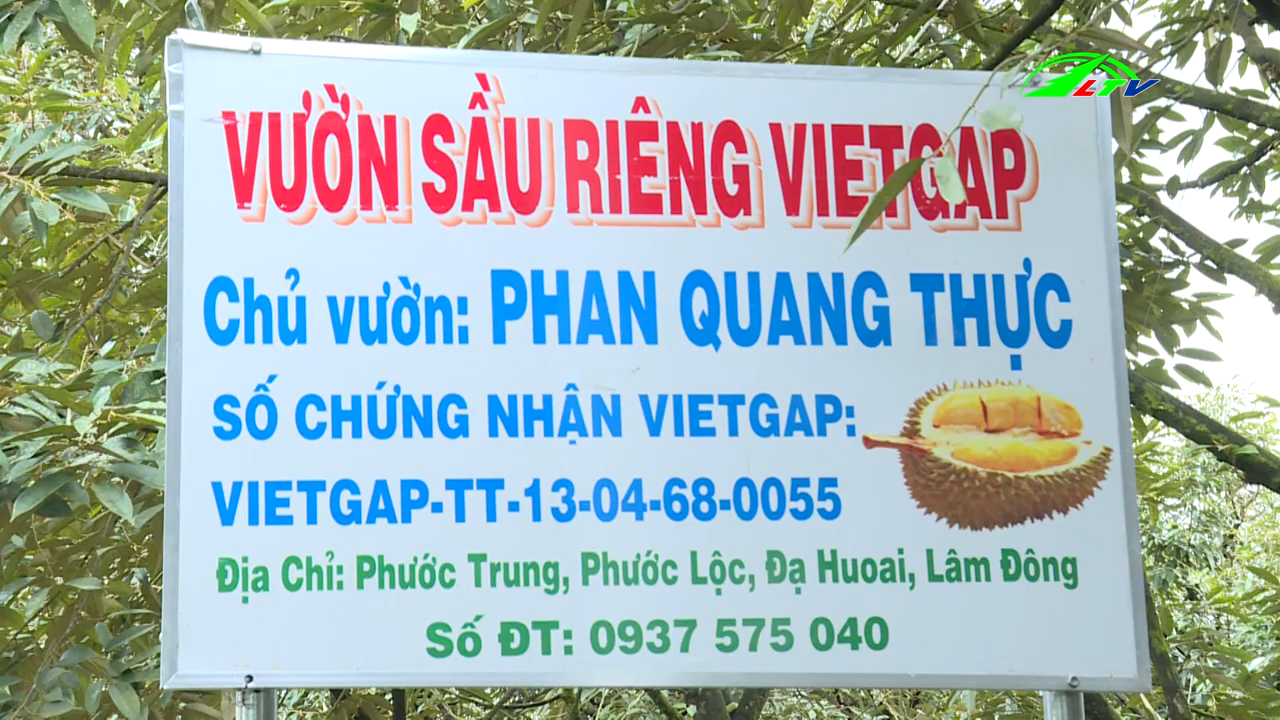 LTV
VƯỜN SẦU RIÊNG VIETGAP
Chủ vườn: PHAN QUANG THỰC
SỐ CHỨNG NHẬN VIETGAP:
VIETGAP-TT-13-04-68-0055
Địa Chỉ: Phước Trung, Phước Lộc, Đạ Huoai, Lâm Đông
Số ĐT: 0937 575 040